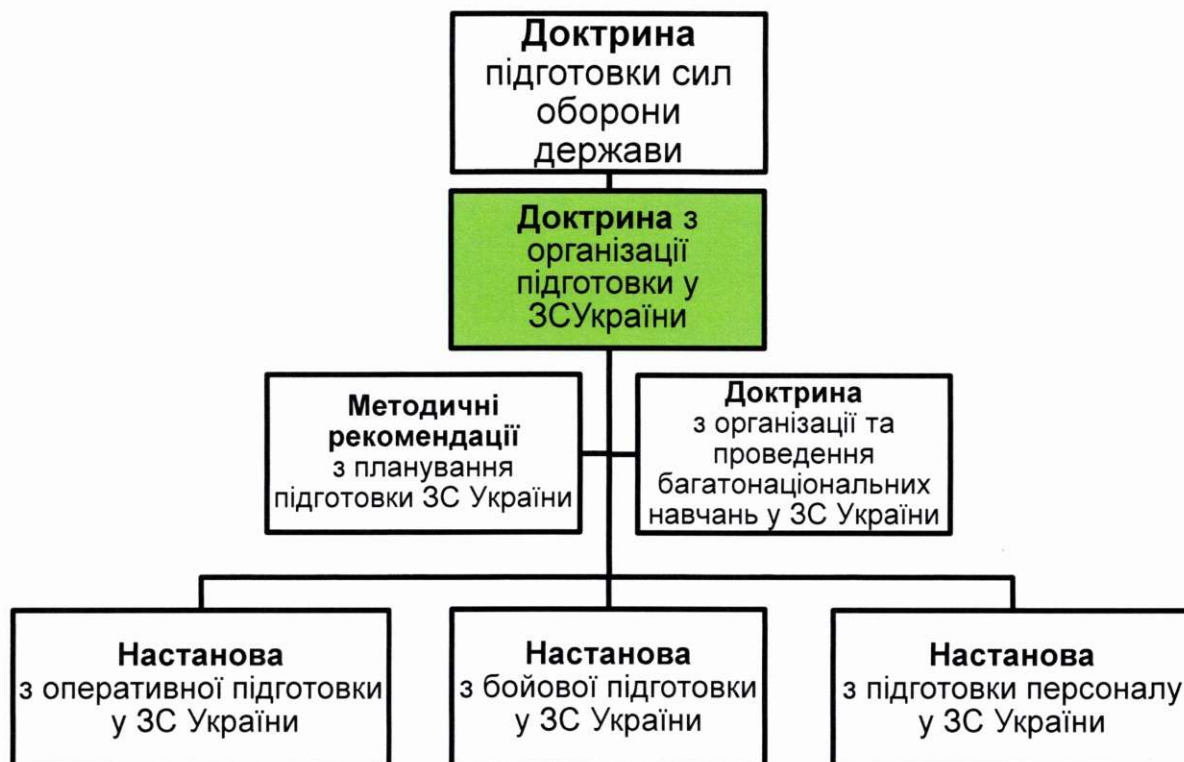 Доктрина
підготовки сил
оборони
держави
Доктрина з
організації
підготовки у
ЗСУкраїни
Методичні
рекомендації
з планування
підготовки ЗС України
Доктрина
з організації та
проведення
багатонаціональних
навчань у ЗС України
Настанова
з оперативної підготовки
у ЗС України
Настанова
з бойової підготовки
у ЗС України
Настанова
з підготовки персоналу
у ЗС України